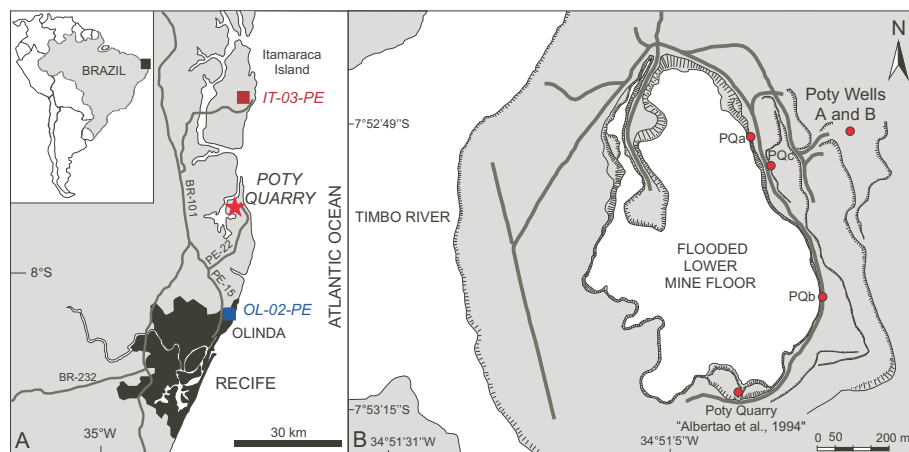 BRAZIL
Itamaraca
Island
IT-03-PE
POTY
QUARRY
BR-101
PE-22
PE-15
ATLANTIC OCEAN
8°S
OL-02-PE
OLINDA
RECIFE
BR-232
35°W
30 km
A
N
7°52'49''S
Poty Wells
A and B
PQa
PQc
TIMBO RIVER
FLOODED
LOWER
MINE FLOOR
PQb
7°53'15''S
Poty Quarry
"Albertao et al., 1994"
34°51'31''W
34°51'5''W
0 50 200 m
B